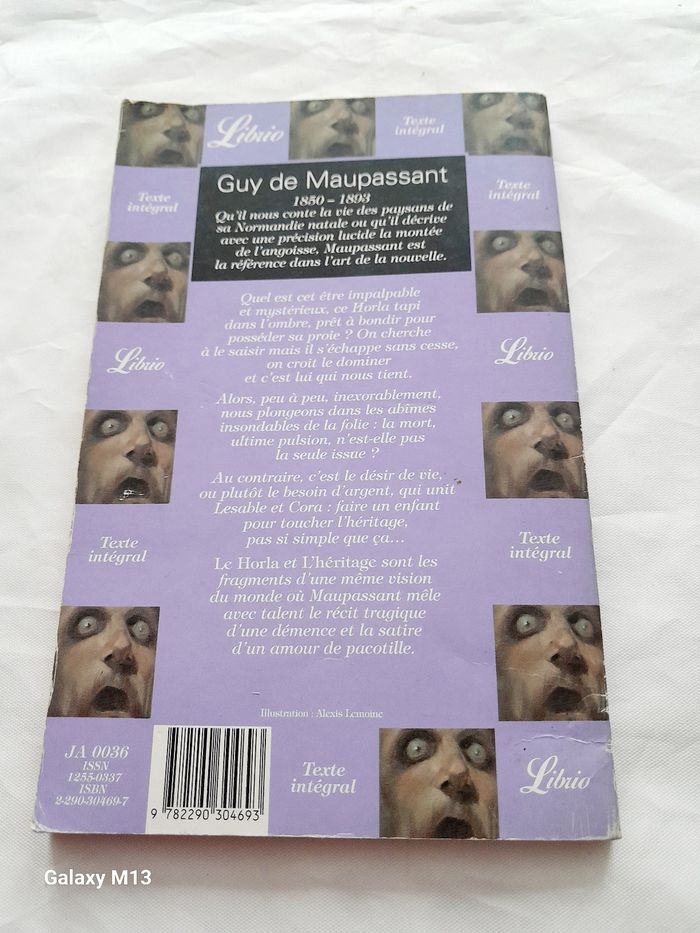 Librio
Texte
intégral
Guy de Maupassant
1850 – 1893
Qu'il nous conte la vie des paysans de
sa Normandie natale ou qu'il décrive
avec une précision lucide la montée
de l'angoisse, Maupassant est
la référence dans l'art de la nouvelle.
Texte
intégral
Texte
intégral
Quel est cet être impalpable
et mystérieux, ce Horla tapi
dans l'ombre, prêt à bondir pour
posséder sa proie ? On cherche
à le saisir mais il s'échappe sans cesse,
on croit le dominer
et c'est lui qui nous tient.
Librio
Librio
Alors, peu à peu, inexorablement,
nous plongeons dans les abîmes
insondables de la folie : la mort,
ultime pulsion, n'est-elle pas
la seule issue ?
Au contraire, c'est le désir de vie,
ou plutôt le besoin d'argent, qui unit
Lesable et Cora : faire un enfant
pour toucher l'héritage,
pas si simple que ça...
Texte
intégral
Texte
intégral
Le Horla et L'héritage sont les
fragments d'une même vision
du monde où Maupassant mêle
avec talent le récit tragique
d'une démence et la satire
d'un amour de pacotille.
Illustration : Alexis Lemoine
JA 0036
ISSN
1255-0337
ISBN
2-290-30469-7
9 782290 304693
Texte
intégral
Librio
Galaxy M13